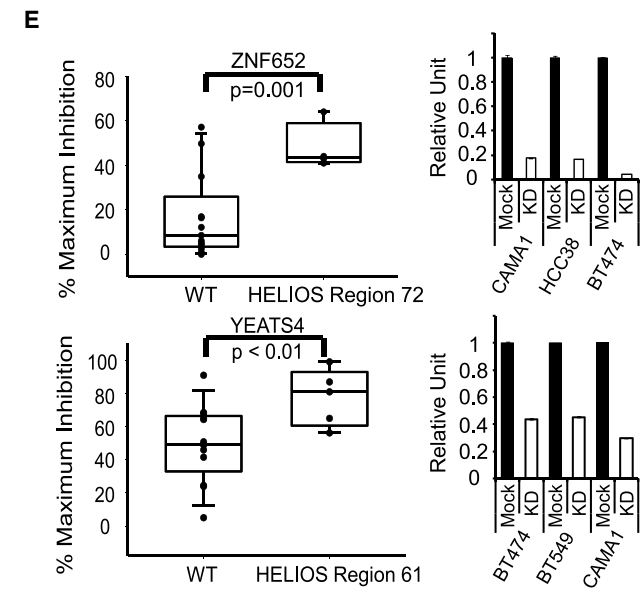 E
ZNF652
p=0.001
% Maximum Inhibition
80
60
40
20
0
WT HELIOS Region 72
Relative Unit
1
0.8
0.6
0.4
0.2
0
Mock KD Mock KD Mock KD
CAMA1 HCC38 BT474
YEATS4
p < 0.01
% Maximum Inhibition
100
80
60
40
20
0
WT HELIOS Region 61
Relative Unit
1
0.8
0.6
0.4
0.2
0
Mock KD Mock KD Mock KD
BT474 BT549 CAMA1